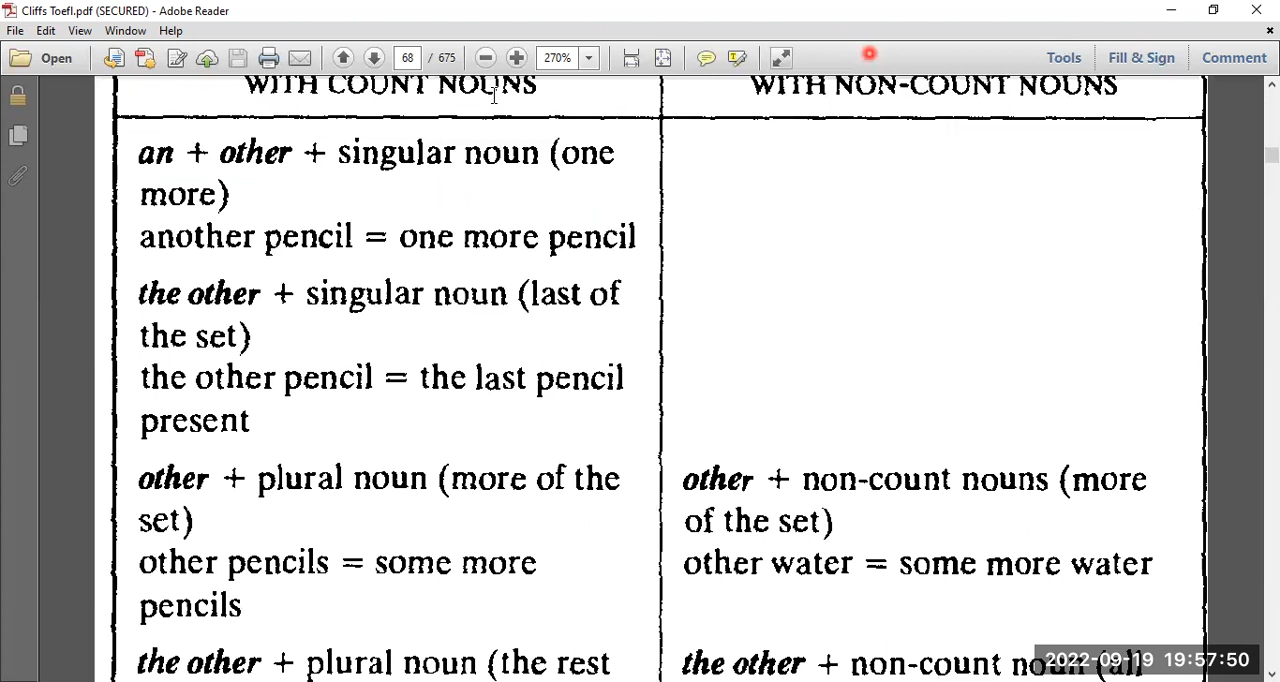 Cliffs Toefl.pdf (SECURED) - Adobe Reader
File Edit View Window Help
Open 68 / 675 270% Tools Fill & Sign Comment
WITH COUNT NOUNS
an + other + singular noun (one
more)
another pencil = one more pencil
the other + singular noun (last of
the set)
the other pencil = the last pencil
present
other + plural noun (more of the
set)
other pencils = some more
pencils
the other + plural noun (the rest
WITH NON-COUNT NOUNS
other + non-count nouns (more
of the set)
other water = some more water
the other + non-count noun (all
2022-09-19 19:57:50